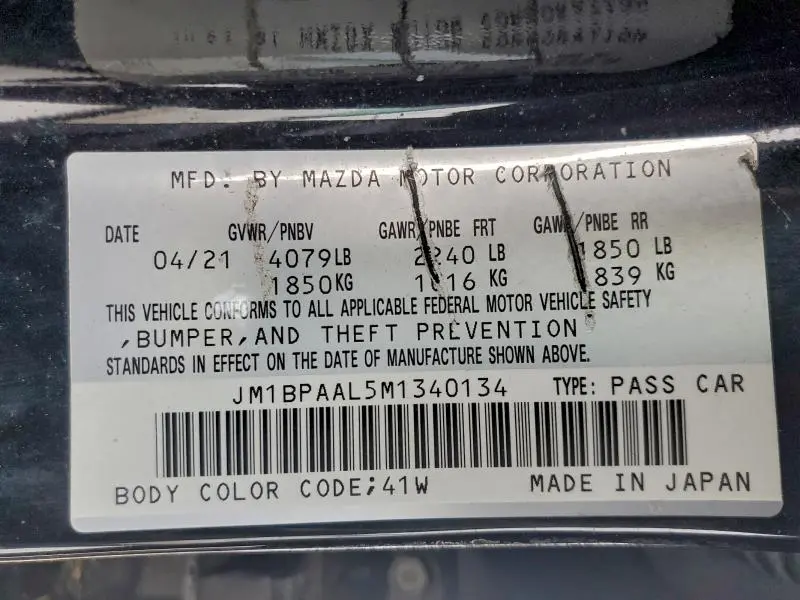 MFD. BY MAZDA MOTOR CORPORATION
DATE GVWR/PNBV GAWR/PNBE FRT GAWR/PNBE RR
04/21 4079LB 2240 LB 1850 LB
1850KG 1016 KG 839 KG
THIS VEHICLE CONFORMS TO ALL APPLICABLE FEDERAL MOTOR VEHICLE SAFETY
,BUMPER,AND THEFT PREVENTION
STANDARDS IN EFFECT ON THE DATE OF MANUFACTURE SHOWN ABOVE.
JM1BPAAL5M1340134 TYPE: PASS CAR
BODY COLOR CODE;41W MADE IN JAPAN